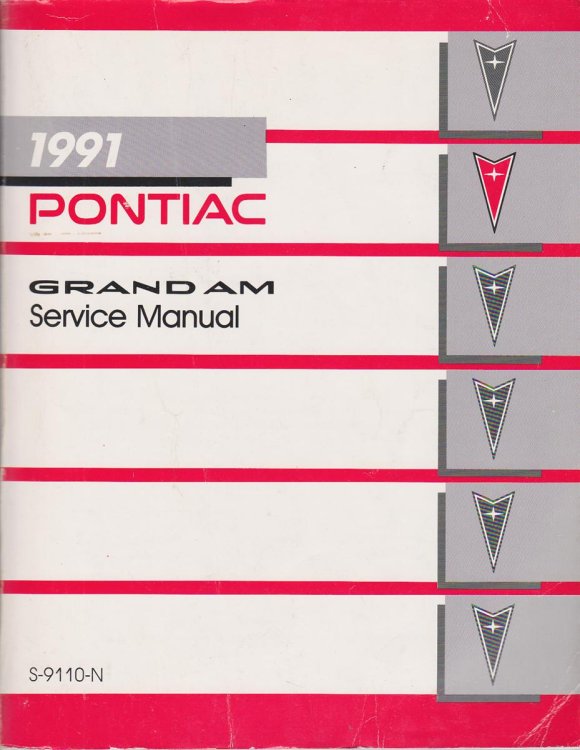 1991
PONTIAC
GRAND AM
Service Manual
S-9110-N